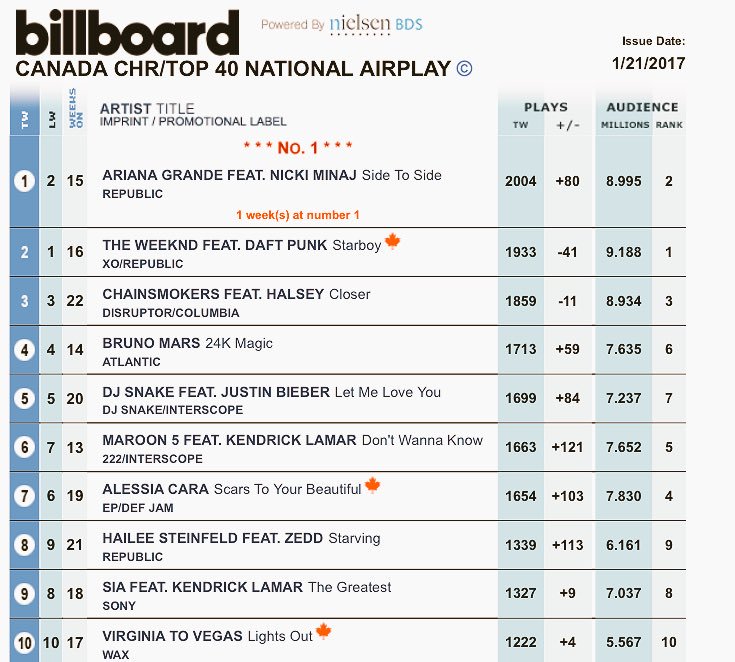 billboard Powered By nielsen BDS
Issue Date:
CANADA CHR/TOP 40 NATIONAL AIRPLAY © 1/21/2017
TW LW WEEKS ON ARTIST TITLE PLAYS AUDIENCE
IMPRINT / PROMOTIONAL LABEL TW +/- MILLIONS RANK
* * * No. 1 * * *
1 2 15 ARIANA GRANDE FEAT. NICKI MINAJ Side To Side 2004 +80 8.995 2
REPUBLIC
1 week(s) at number 1
2 1 16 THE WEEKND FEAT. DAFT PUNK Starboy 1933 -41 9.188 1
XO/REPUBLIC
3 3 22 CHAINSMOKERS FEAT. HALSEY Closer 1859 -11 8.934 3
DISRUPTOR/COLUMBIA
4 4 14 BRUNO MARS 24K Magic 1713 +59 7.635 6
ATLANTIC
5 5 20 DJ SNAKE FEAT. JUSTIN BIEBER Let Me Love You 1699 +84 7.237 7
DJ SNAKE/INTERSCOPE
6 7 13 MAROON 5 FEAT. KENDRICK LAMAR Don't Wanna Know 1663 +121 7.652 5
222/INTERSCOPE
7 6 19 ALESSIA CARA Scars To Your Beautiful 1654 +103 7.830 4
EP/DEF JAM
8 9 21 HAILEE STEINFELD FEAT. ZEDD Starving 1339 +113 6.161 9
REPUBLIC
9 8 18 SIA FEAT. KENDRICK LAMAR The Greatest 1327 +9 7.037 8
SONY
10 10 17 VIRGINIA TO VEGAS Lights Out 1222 +4 5.567 10
WAX